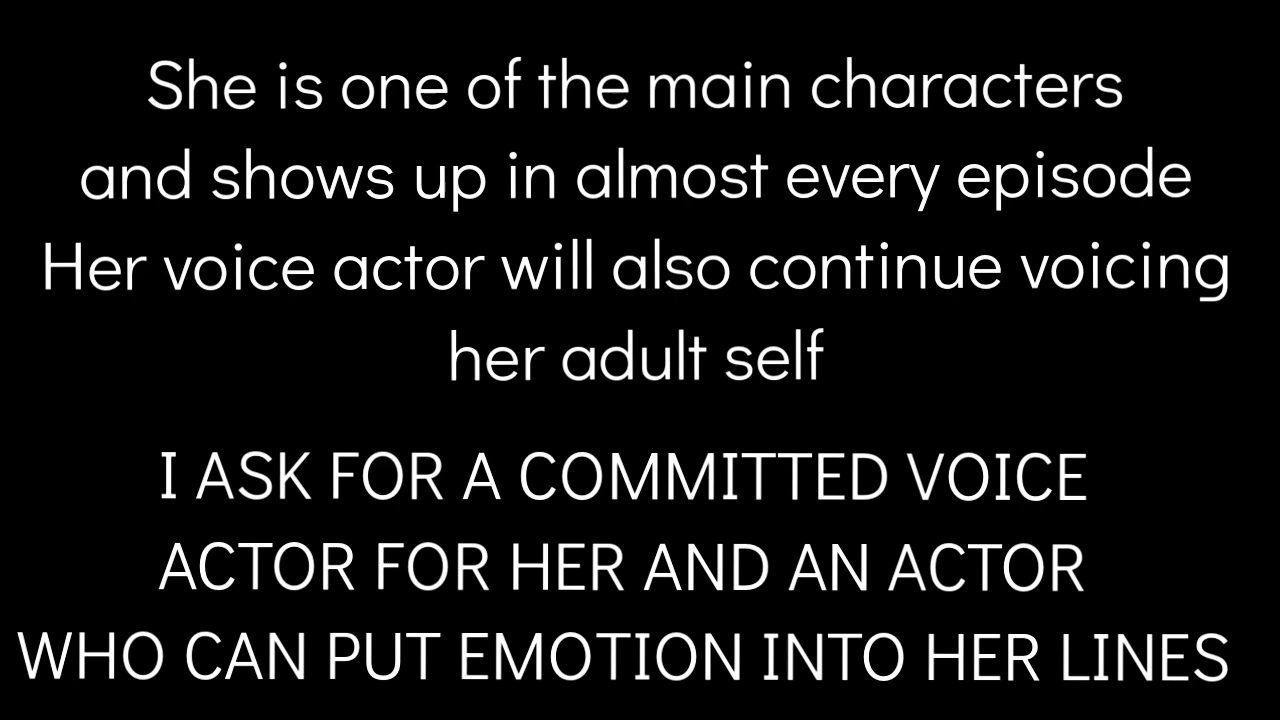 She is one of the main characters
and shows up in almost every episode
Her voice actor will also continue voicing
her adult self
I ASK FOR A COMMITTED VOICE
ACTOR FOR HER AND AN ACTOR
WHO CAN PUT EMOTION INTO HER LINES